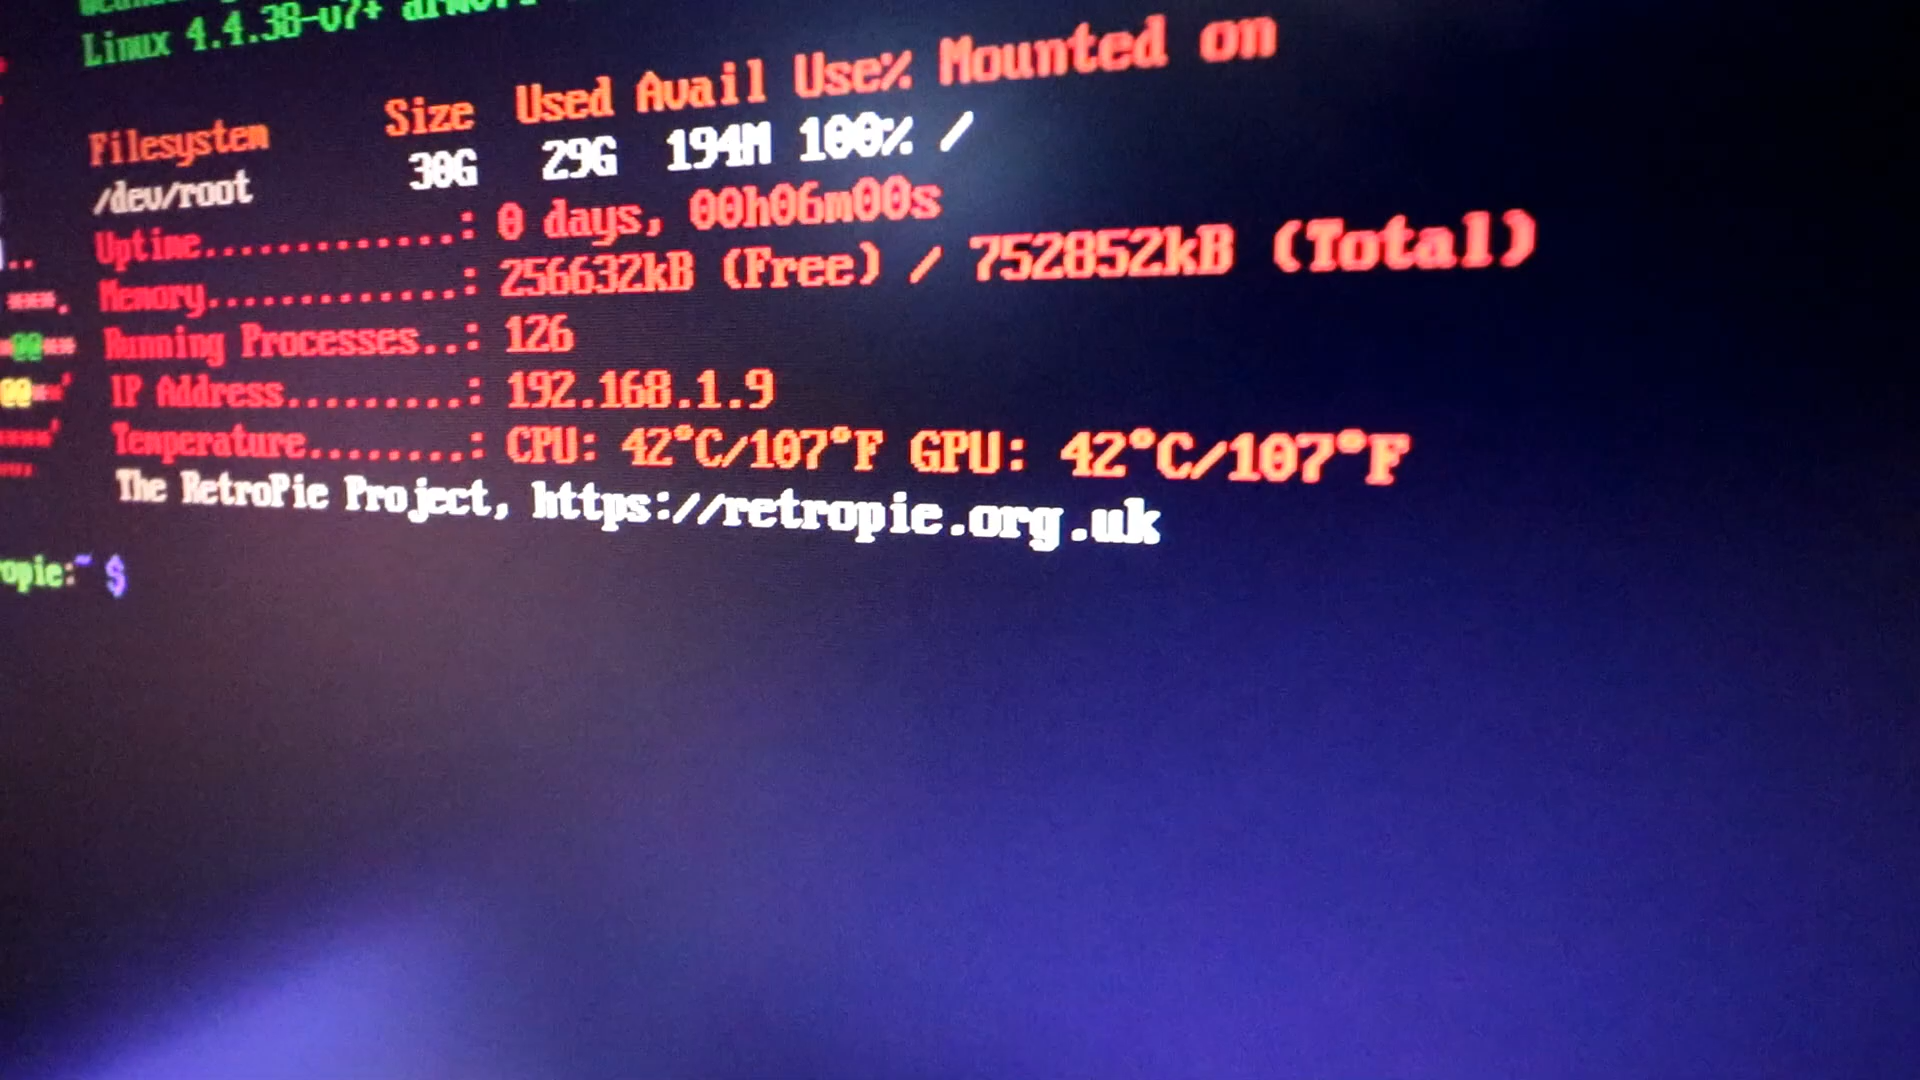 Linux 4.4.38-v7+
Filesystem Size Used Avail Use% Mounted on
/dev/root 30G 29G 194M 100% /
Uptime.............: 0 days, 00h06m00s
Memory.............: 256632kB (Free) / 752852kB (Total)
Running Processes..: 126
IP Address.........: 192.168.1.9
Temperature........: CPU: 42°C/107°F GPU: 42°C/107°F
The RetroPie Project, https://retropie.org.uk
opie:~ $